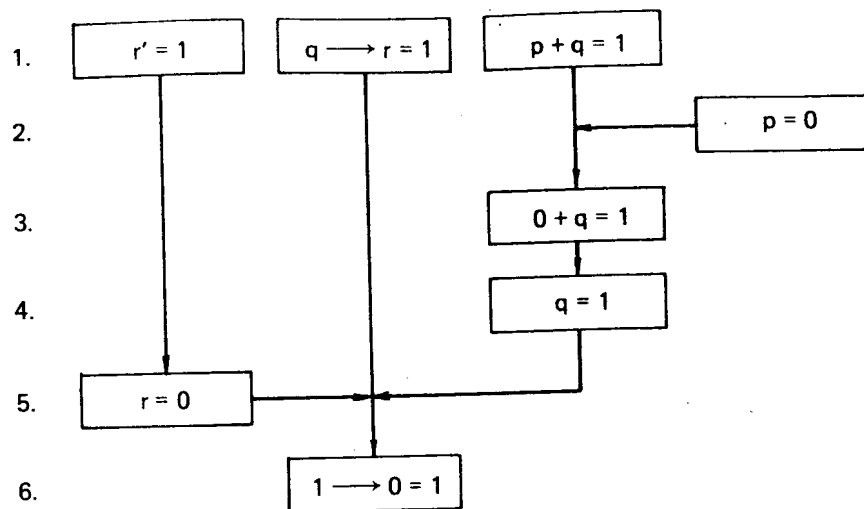 1. r' = 1 q ⟶ r = 1 p + q = 1
2. p = 0
3. 0 + q = 1
4. q = 1
5. r = 0
6. 1 ⟶ 0 = 1